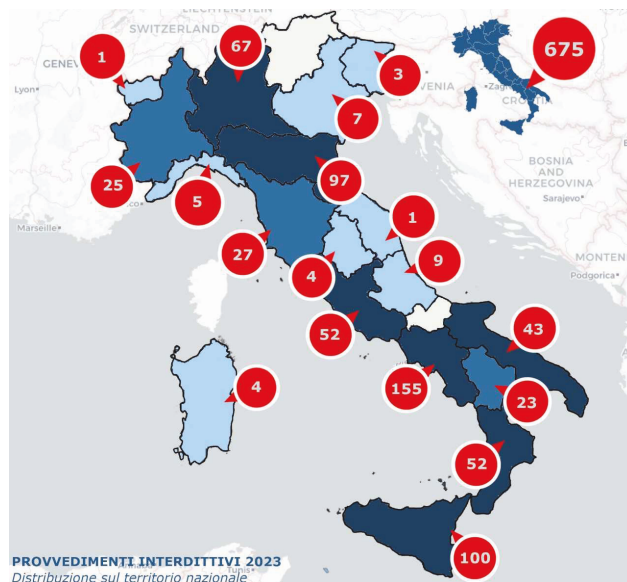 LIECHTENSTEIN
SWITZERLAND
GENEV
Lyon
1
67
3
675
VENIA
Zag
CROATIA
7
BOSNIA
AND
HERZEGOVINA
Sarajevo
25
5
97
Marseille
27
1
4
9
MONTEN
Podgorica
52
43
155
23
4
52
100
PROVVEDIMENTI INTERDITTIVI 2023
Tunis
Distribuzione sul territorio nazionale